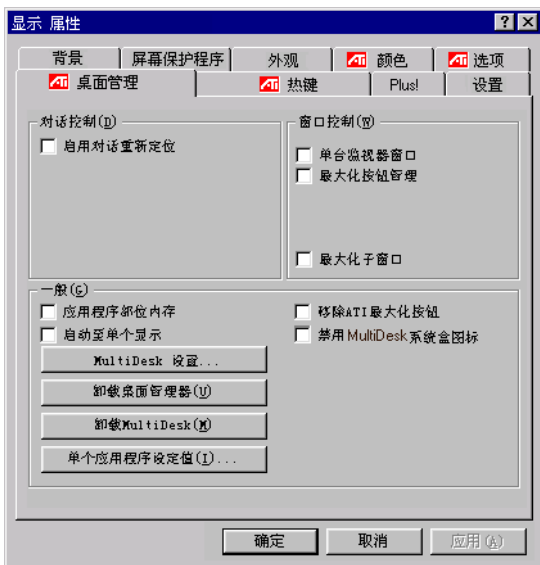 显示 属性
背景 屏幕保护程序 外观 ATI 颜色 ATI 选项
ATI 桌面管理 ATI 热键 Plus! 设置
对话控制(D)
启用对话重新定位
窗口控制(W)
单台监视器窗口
最大化按钮管理
最大化子窗口
一般(G)
应用程序部位内存
启动至单个显示
移除ATI最大化按钮
禁用MultiDesk系统盒图标
MultiDesk 设置...
卸载桌面管理器(U)
卸载MultiDesk(M)
单个应用程序设定值(I)...
确定 取消 应用(A)